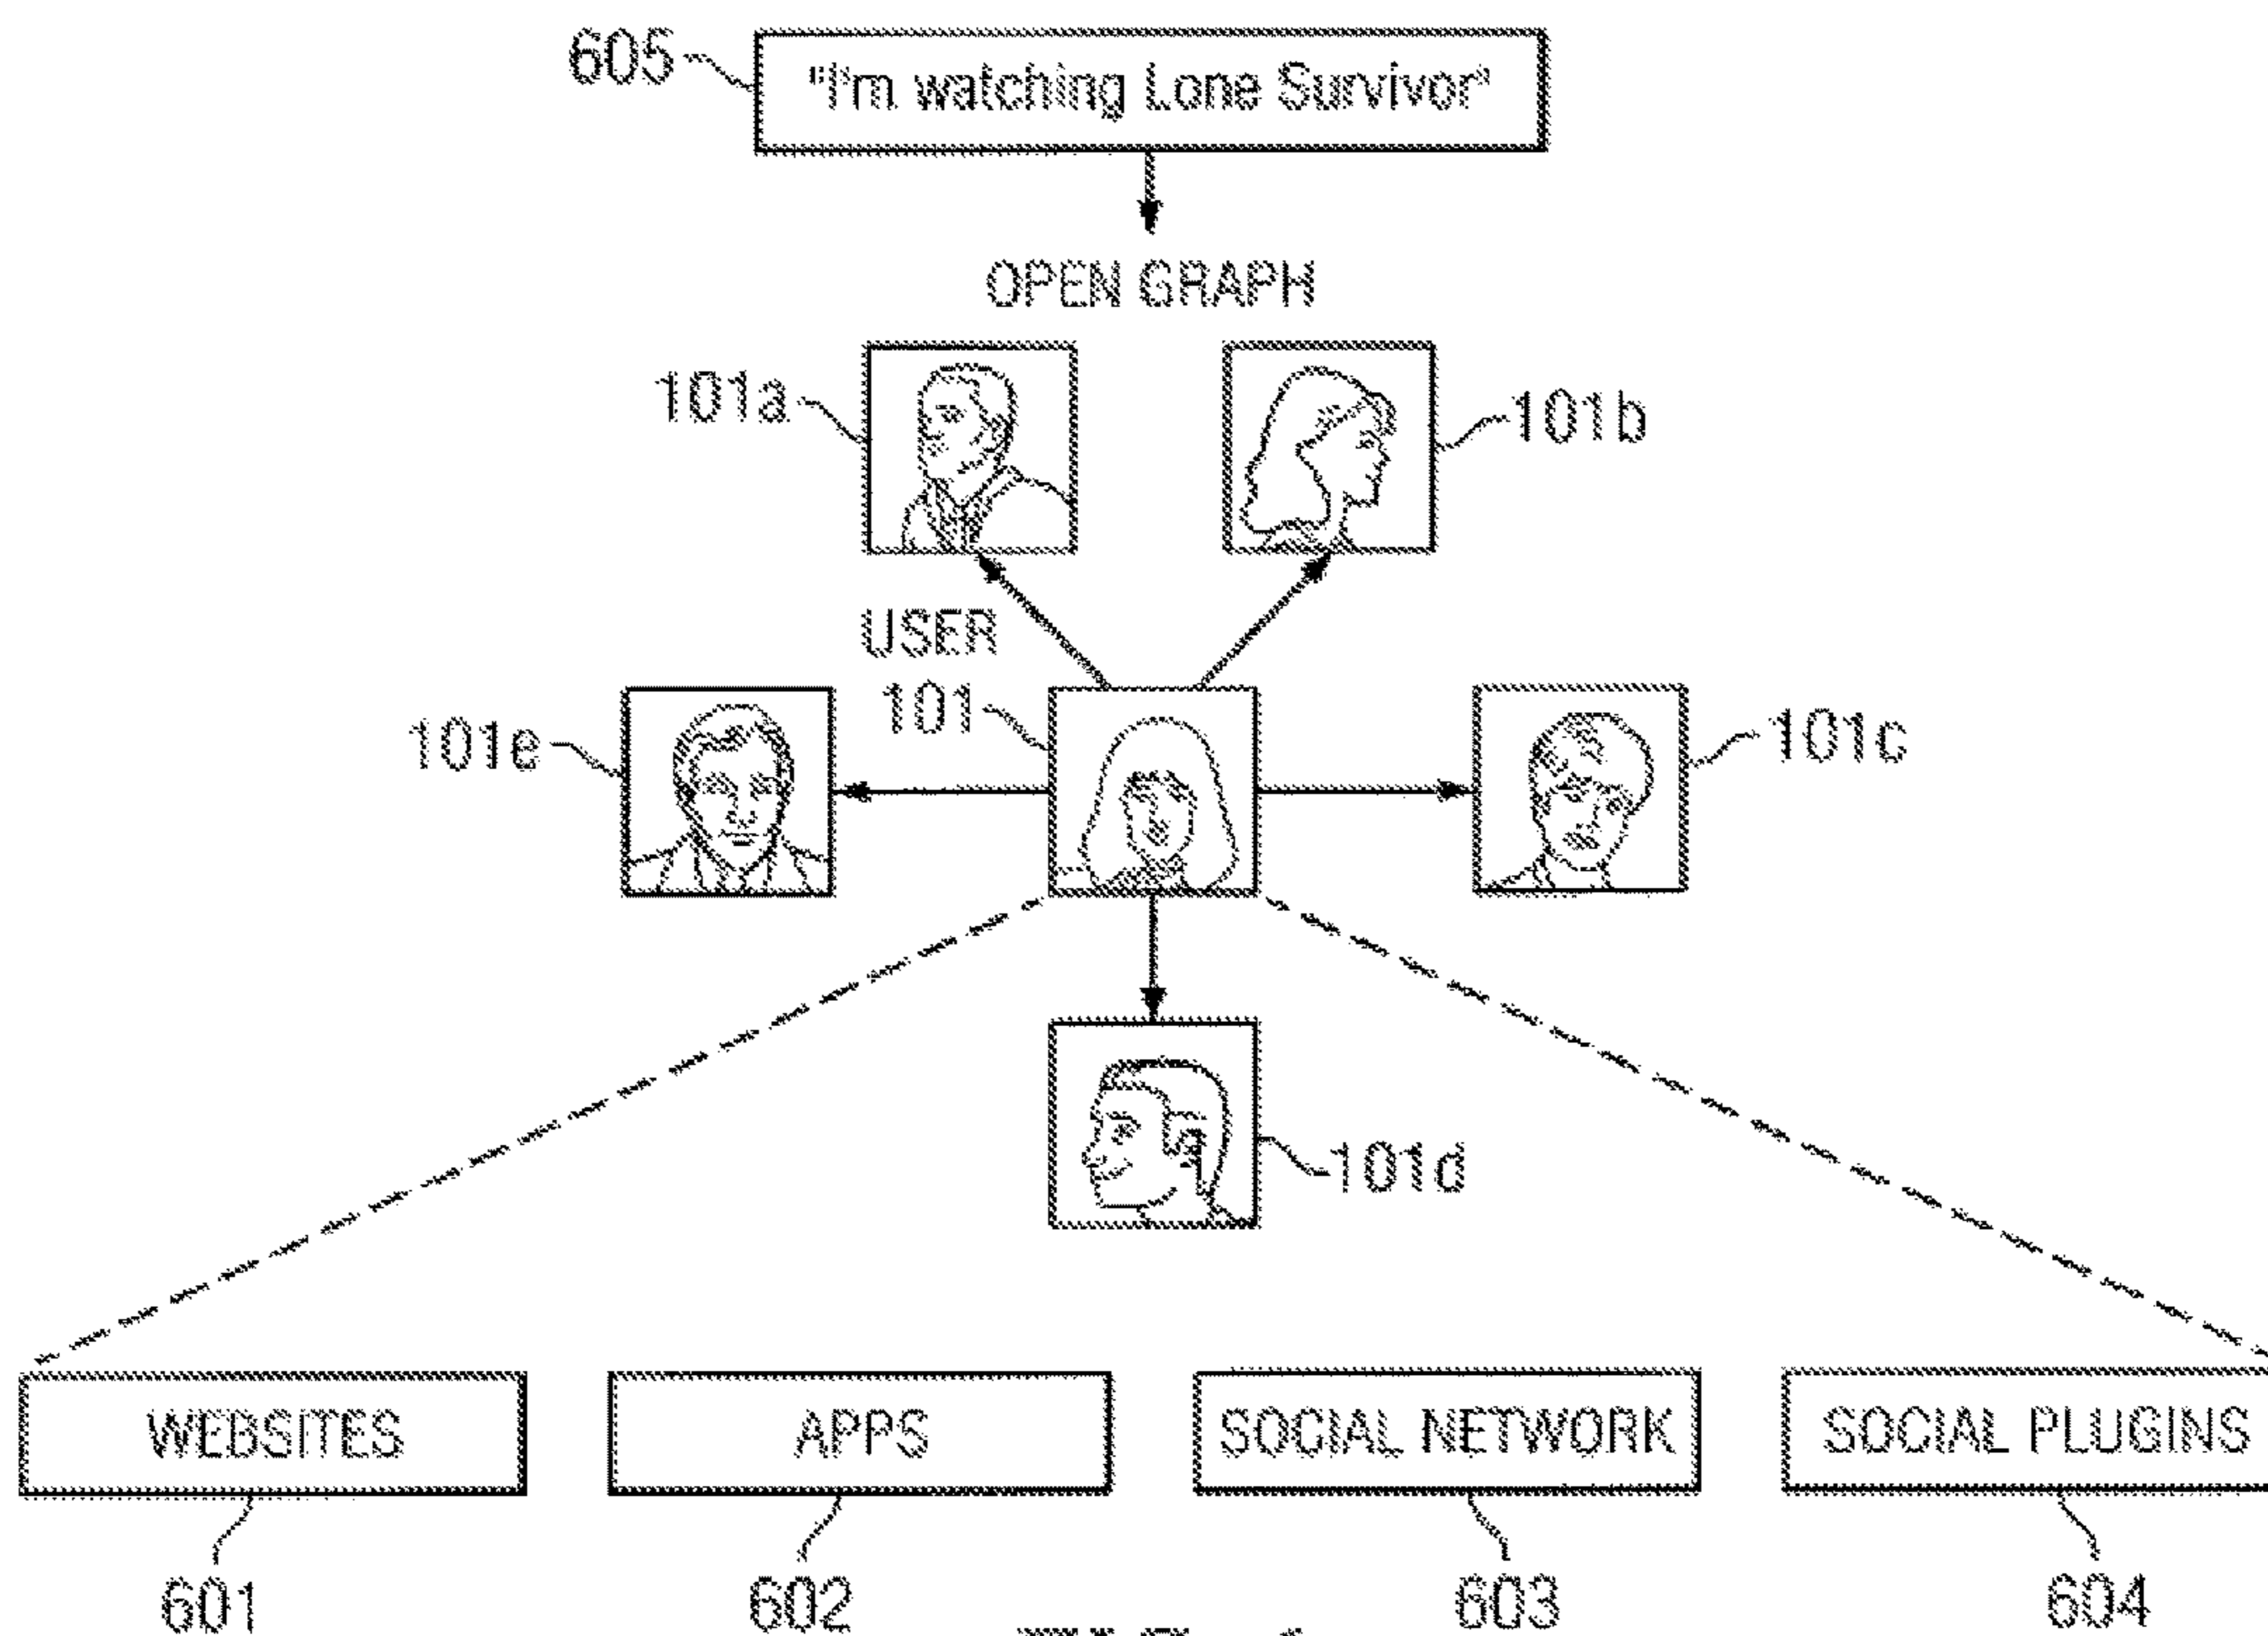 605
"I'm watching Lone Survivor"
OPEN GRAPH
101a
101b
USER
101
101e
101c
101d
WEBSITES
APPS
SOCIAL NETWORK
SOCIAL PLUGINS
601
602
603
604